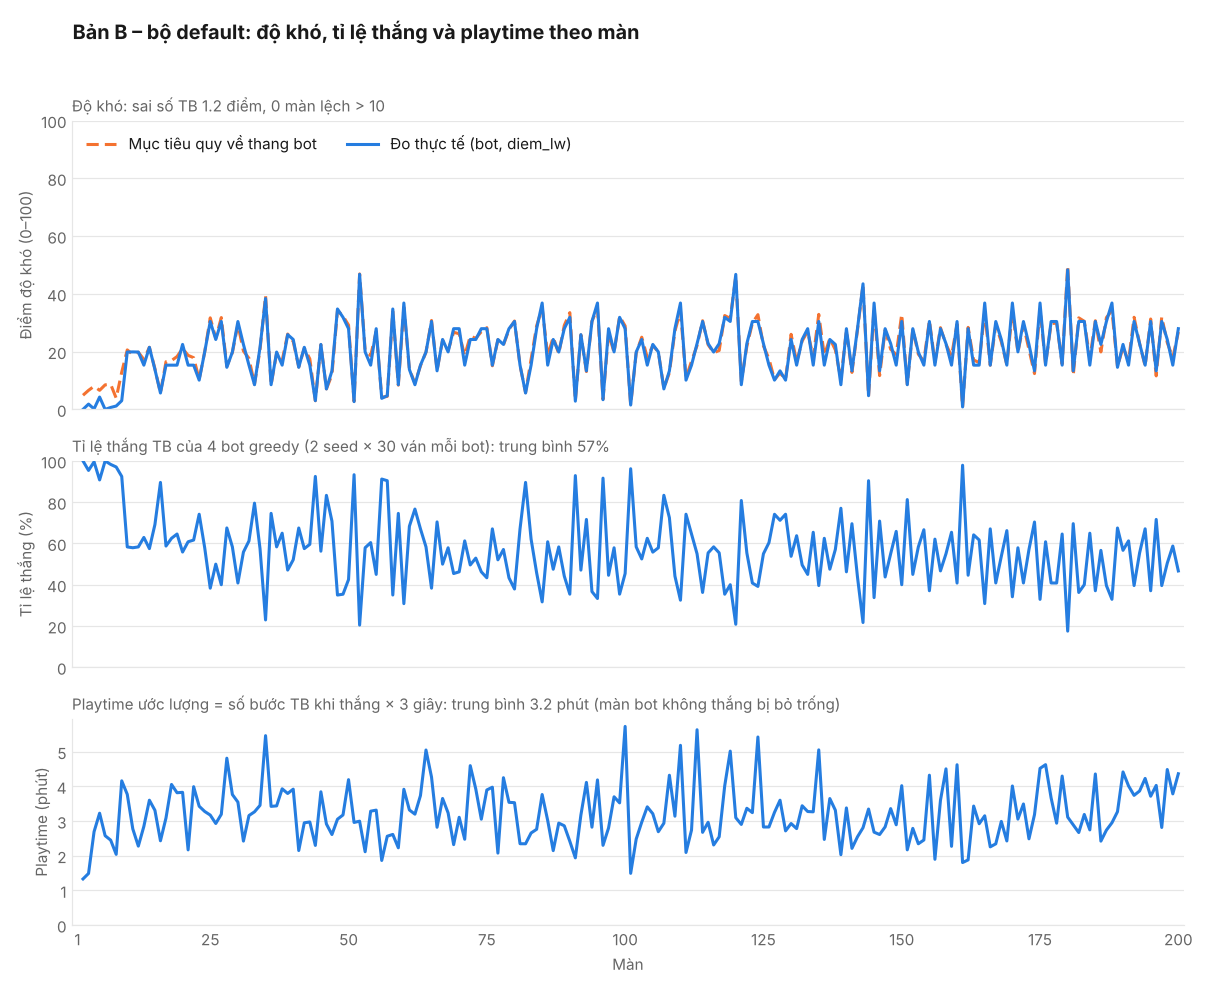 Bản B – bộ default: độ khó, tỉ lệ thắng và playtime theo màn
Độ khó: sai số TB 1.2 điểm, 0 màn lệch > 10
Mục tiêu quy về thang bot
Đo thực tế (bot, diem_lw)
Điểm độ khó (0–100)
100
80
60
40
20
0
Tỉ lệ thắng TB của 4 bot greedy (2 seed × 30 ván mỗi bot): trung bình 57%
Tỉ lệ thắng (%)
100
80
60
40
20
0
Playtime ước lượng = số bước TB khi thắng × 3 giây: trung bình 3.2 phút (màn bot không thắng bị bỏ trống)
Playtime (phút)
5
4
3
2
1
0
1 25 50 75 100 125 150 175 200
Màn